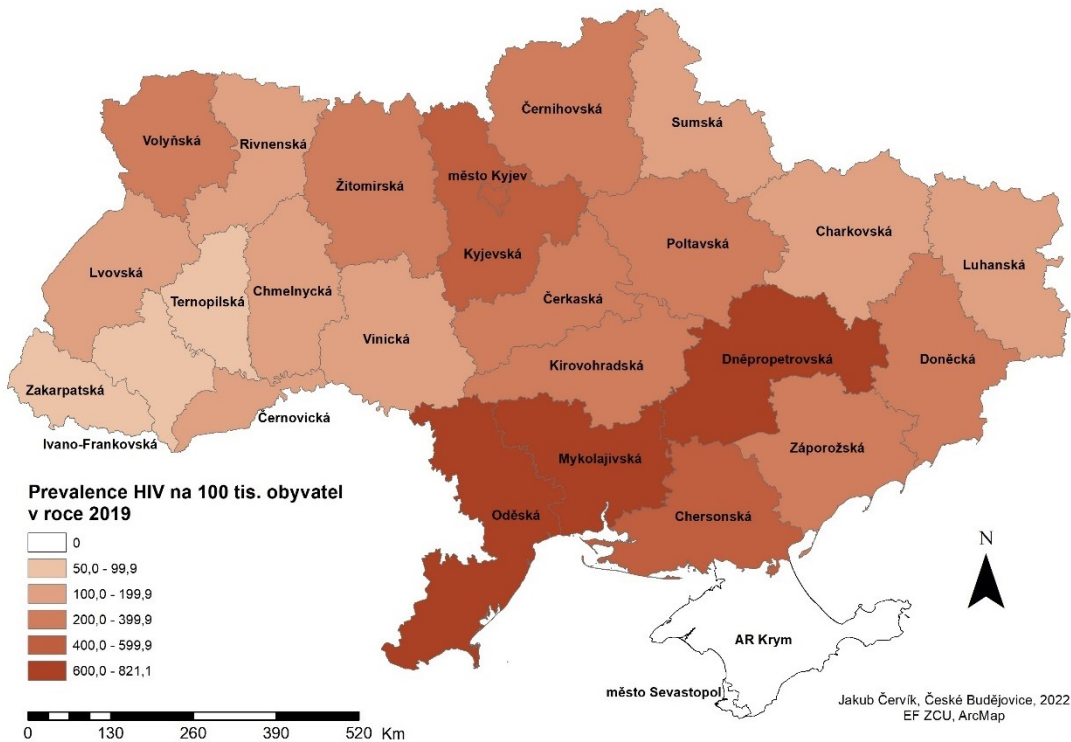 Černihovská
Sumská
Volyňská
Rivnenská
Žitomirská
město Kyjev
Kyjevská
Poltavská
Charkovská
Luhanská
Lvovská
Ternopilská
Chmelnycká
Vinická
Čerkaská
Kirovohradská
Dněpropetrovská
Doněcká
Zakarpatská
Ivano-Frankovská
Černovická
Mykolajivská
Záporožská
Oděská
Chersonská
AR Krym
město Sevastopol
Prevalence HIV na 100 tis. obyvatel
v roce 2019
0
50,0 - 99,9
100,0 - 199,9
200,0 - 399,9
400,0 - 599,9
600,0 - 821,1
0 130 260 390 520 Km
N
Jakub Červík, České Budějovice, 2022
EF ZCU, ArcMap